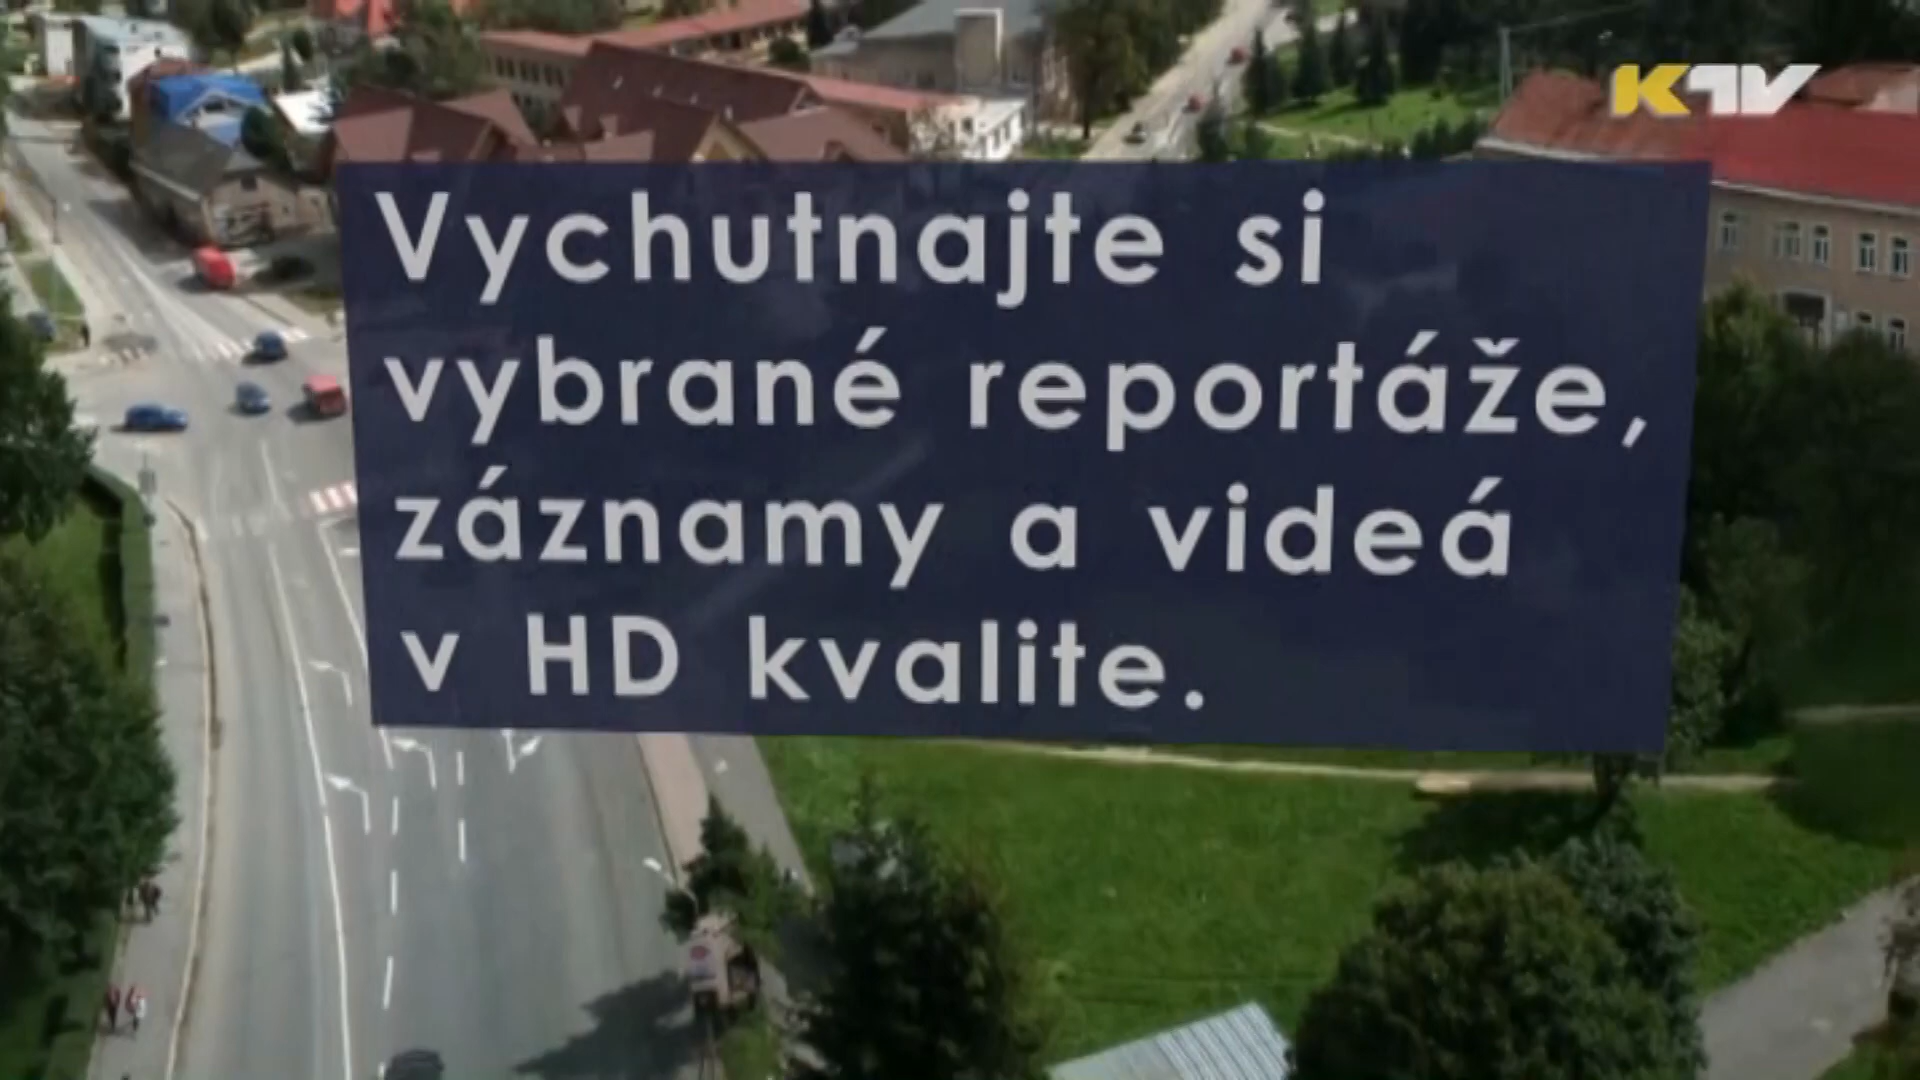 KTV
Vychutnajte si
vybrané reportáže,
záznamy a videá
v HD kvalite.